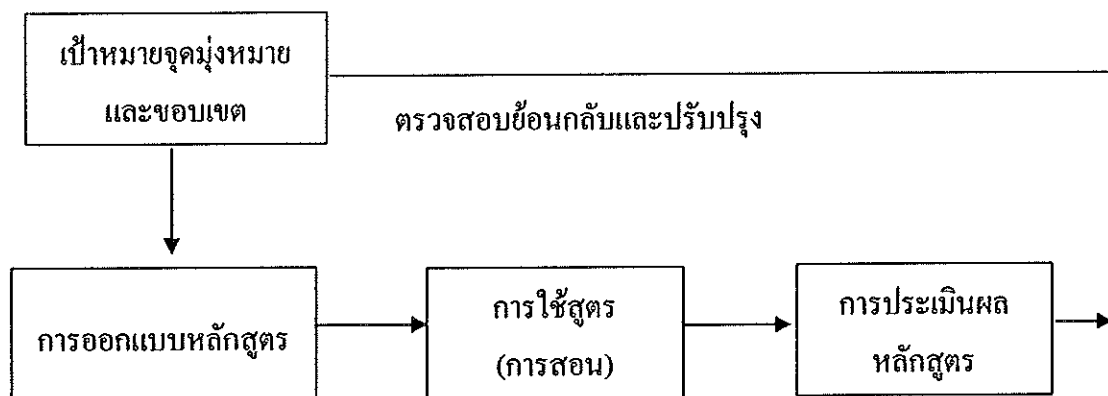 เป้าหมายจุดมุ่งหมาย
และขอบเขต
ตรวจสอบย้อนกลับและปรับปรุง
การออกแบบหลักสูตร
การใช้สูตร
(การสอน)
การประเมินผล
หลักสูตร